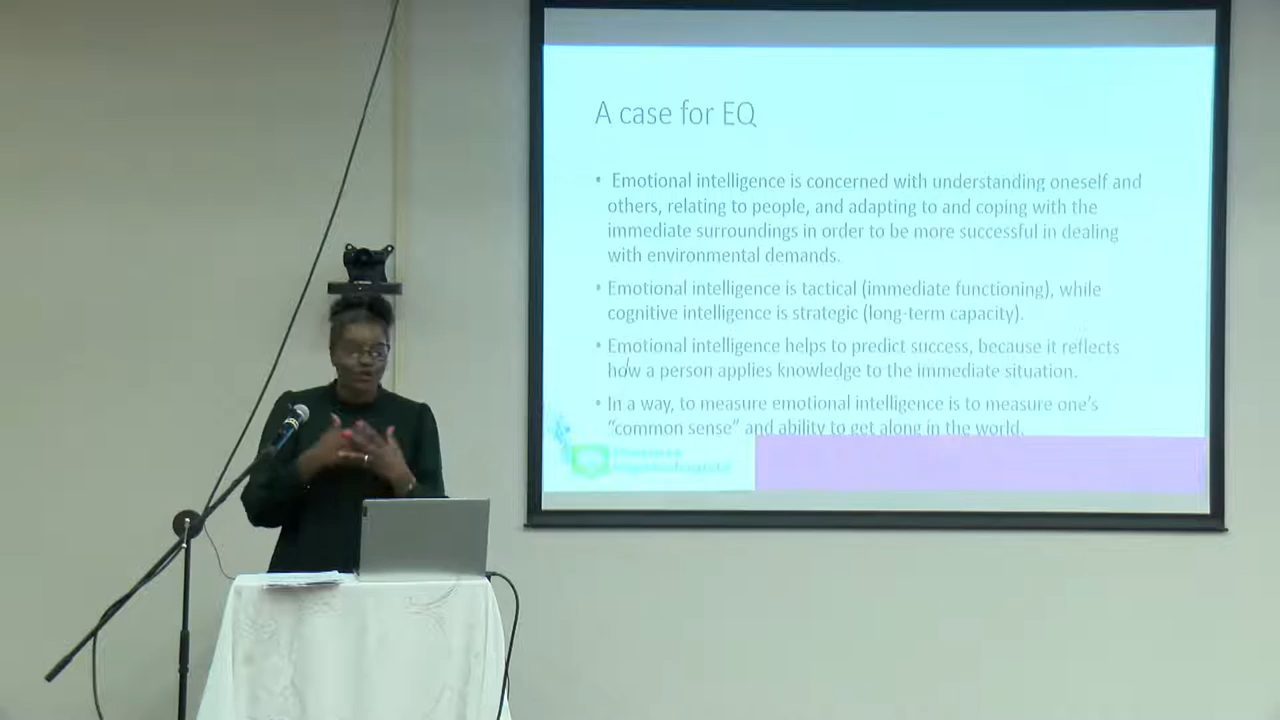 A case for EQ
• Emotional intelligence is concerned with understanding oneself and
others, relating to people, and adapting to and coping with the
immediate surroundings in order to be more successful in dealing
with environmental demands.
• Emotional intelligence is tactical (immediate functioning), while
cognitive intelligence is strategic (long-term capacity).
• Emotional intelligence helps to predict success, because it reflects
how a person applies knowledge to the immediate situation.
• In a way, to measure emotional intelligence is to measure one's
“common sense” and ability to get along in the world.